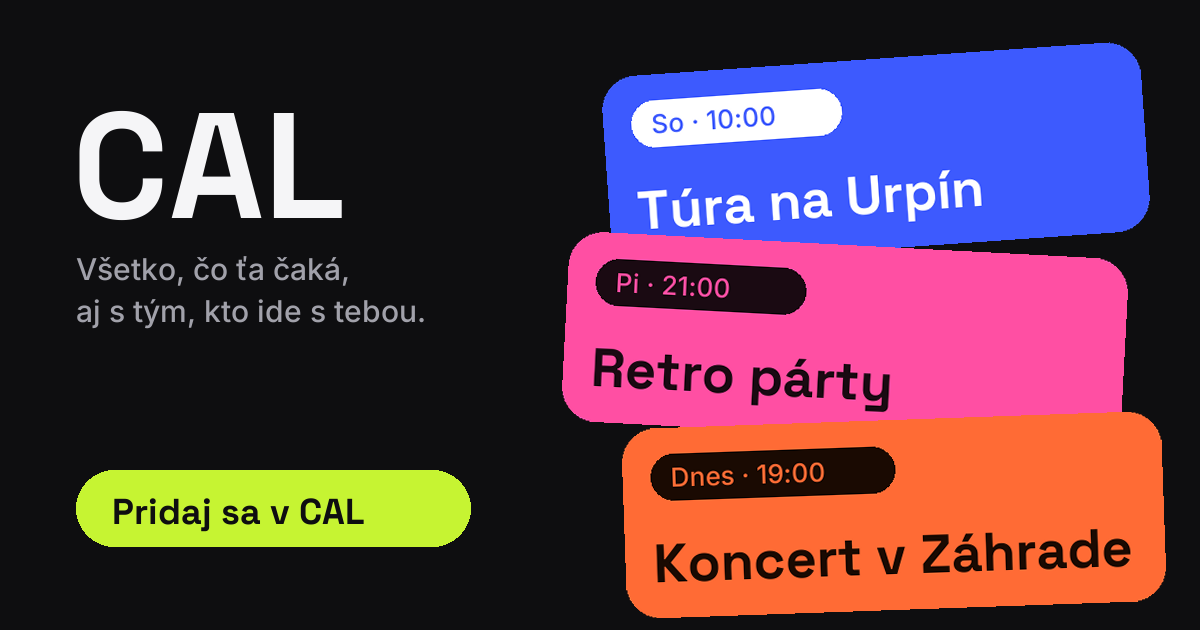 CAL
Všetko, čo ťa čaká,
aj s tým, kto ide s tebou.
Pridaj sa v CAL
So · 10:00
Túra na Urpín
Pi · 21:00
Retro párty
Dnes · 19:00
Koncert v Záhrade